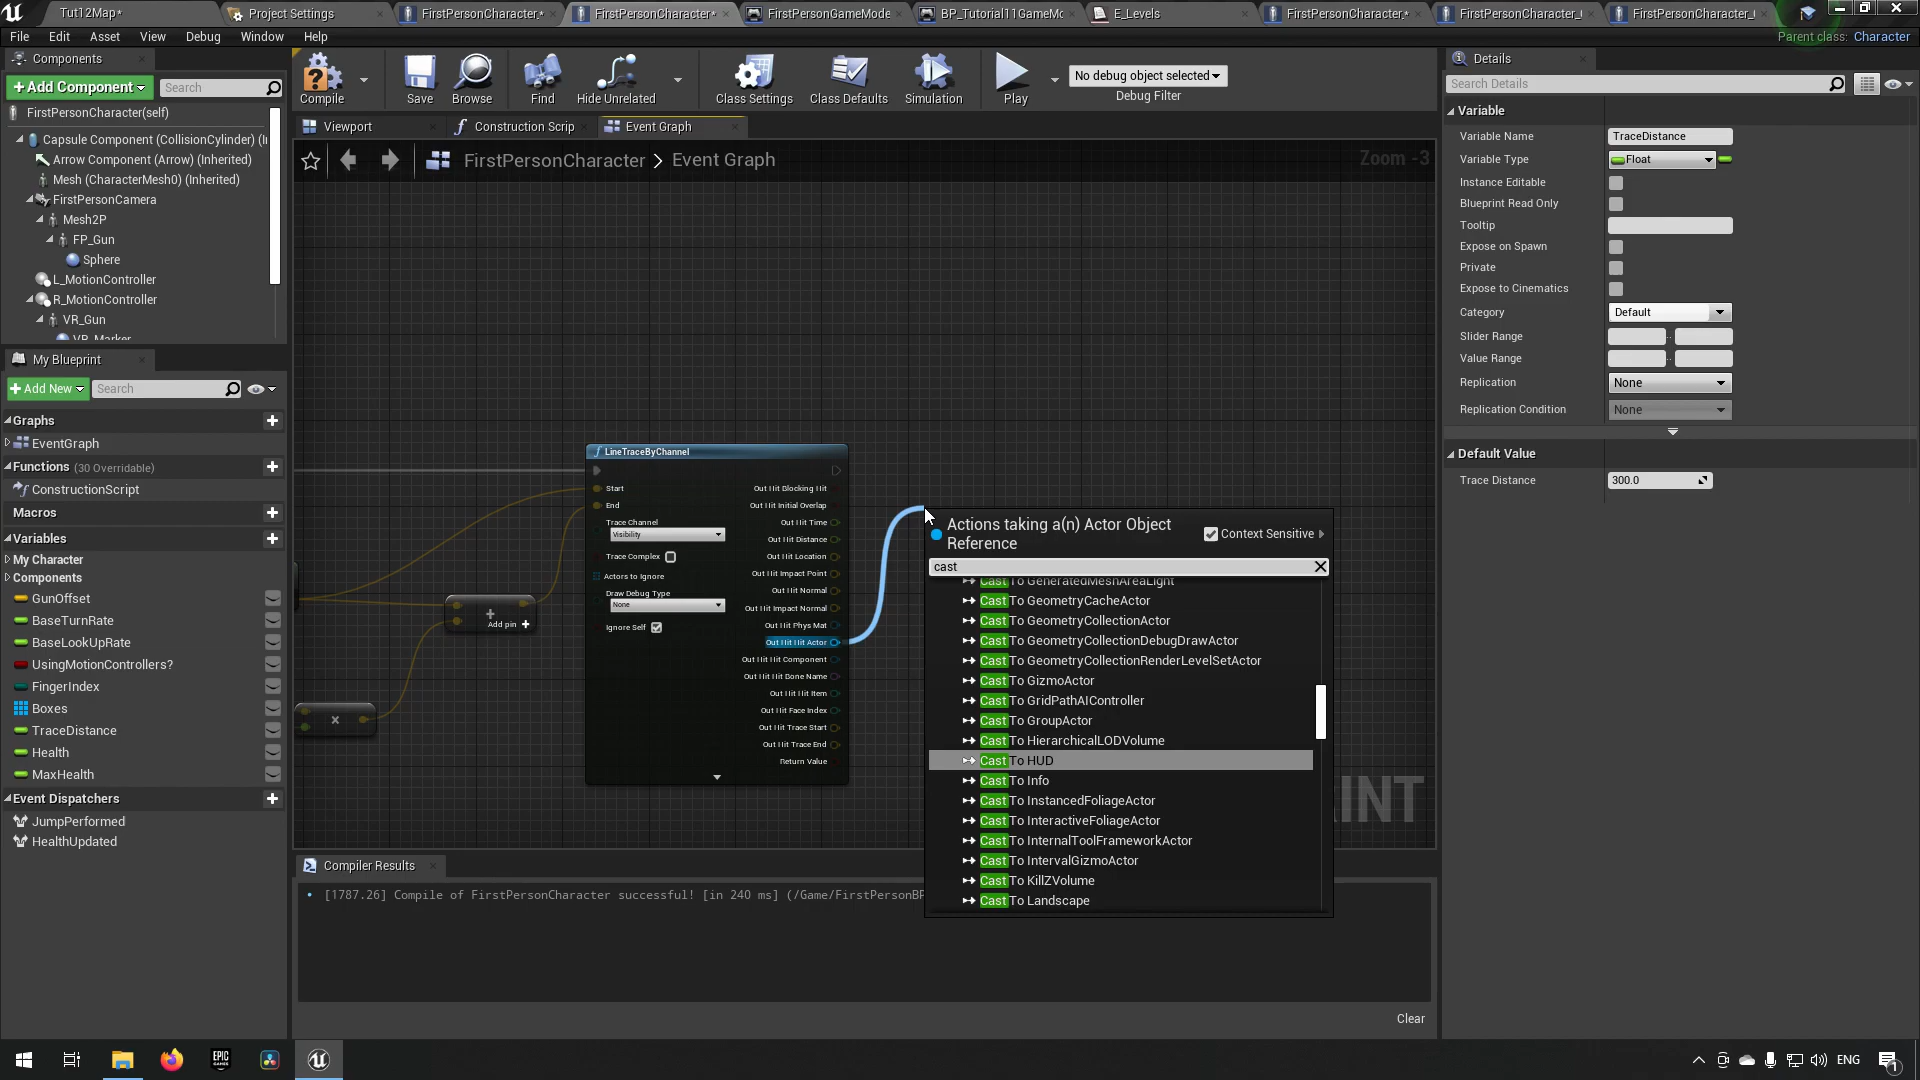 Tut12Map*
Project Settings
FirstPersonCharacter,*
FirstPersonCharacter*
FirstPersonGameMode
BP_Tutorial11GameMo
E_Levels
FirstPersonCharacter,*
FirstPersonCharacter_
FirstPersonCharacter_
File
Edit
Asset
View
Debug
Window
Help
Parent class:
Character
Components
+Add Component
Search
FirstPersonCharacter(self)
Capsule Component (CollisionCylinder) (I
Arrow Component (Arrow) (Inherited)
Mesh (CharacterMesh0) (Inherited)
FirstPersonCamera
Mesh2P
FP_Gun
Sphere
L_MotionController
R_MotionController
VR_Gun
VR_Marker
My Blueprint
+Add New
Search
Graphs
EventGraph
Functions (30 Overridable)
ConstructionScript
Macros
Variables
My Character
Components
GunOffset
BaseTurnRate
BaseLookUpRate
UsingMotionControllers?
FingerIndex
Boxes
TraceDistance
Health
MaxHealth
Event Dispatchers
JumpPerformed
HealthUpdated
Compile
Save
Browse
Find
Hide Unrelated
Class Settings
Class Defaults
Simulation
Play
No debug object selected
Debug Filter
Viewport
Construction Scrip
Event Graph
FirstPersonCharacter > Event Graph
Zoom -3
LineTraceByChannel
Start
End
Trace Channel
Visibility
Trace Complex
Actors to Ignore
Draw Debug Type
None
Ignore Self
Out Hit Blocking Hit
Out Hit Initial Overlap
Out Hit Time
Out Hit Distance
Out Hit Location
Out Hit Impact Point
Out Hit Normal
Out Hit Impact Normal
Out Hit Phys Mat
Out Hit Hit Actor
Out Hit Hit Component
Out Hit Hit Bone Name
Out Hit Hit Item
Out Hit Face Index
Out Hit Trace Start
Out Hit Trace End
Return Value
Add pin +
Actions taking a(n) Actor Object
Reference
Context Sensitive
cast
Cast To GeneratedMeshAreaLight
Cast To GeometryCacheActor
Cast To GeometryCollectionActor
Cast To GeometryCollectionDebugDrawActor
Cast To GeometryCollectionRenderLevelSetActor
Cast To GizmoActor
Cast To GridPathAIController
Cast To GroupActor
Cast To HierarchicalLODVolume
Cast To HUD
Cast To Info
Cast To InstancedFoliageActor
Cast To InteractiveFoliageActor
Cast To InternalToolFrameworkActor
Cast To IntervalGizmoActor
Cast To KillZVolume
Cast To Landscape
INT
Compiler Results
[1787.26] Compile of FirstPersonCharacter successful! [in 240 ms] (/Game/FirstPersonBP
Clear
Details
Search Details
Variable
Variable Name
TraceDistance
Variable Type
Float
Instance Editable
Blueprint Read Only
Tooltip
Expose on Spawn
Private
Expose to Cinematics
Category
Default
Slider Range
Value Range
Replication
None
Replication Condition
None
Default Value
Trace Distance
300.0
EPIC
GAMES
ENG
1